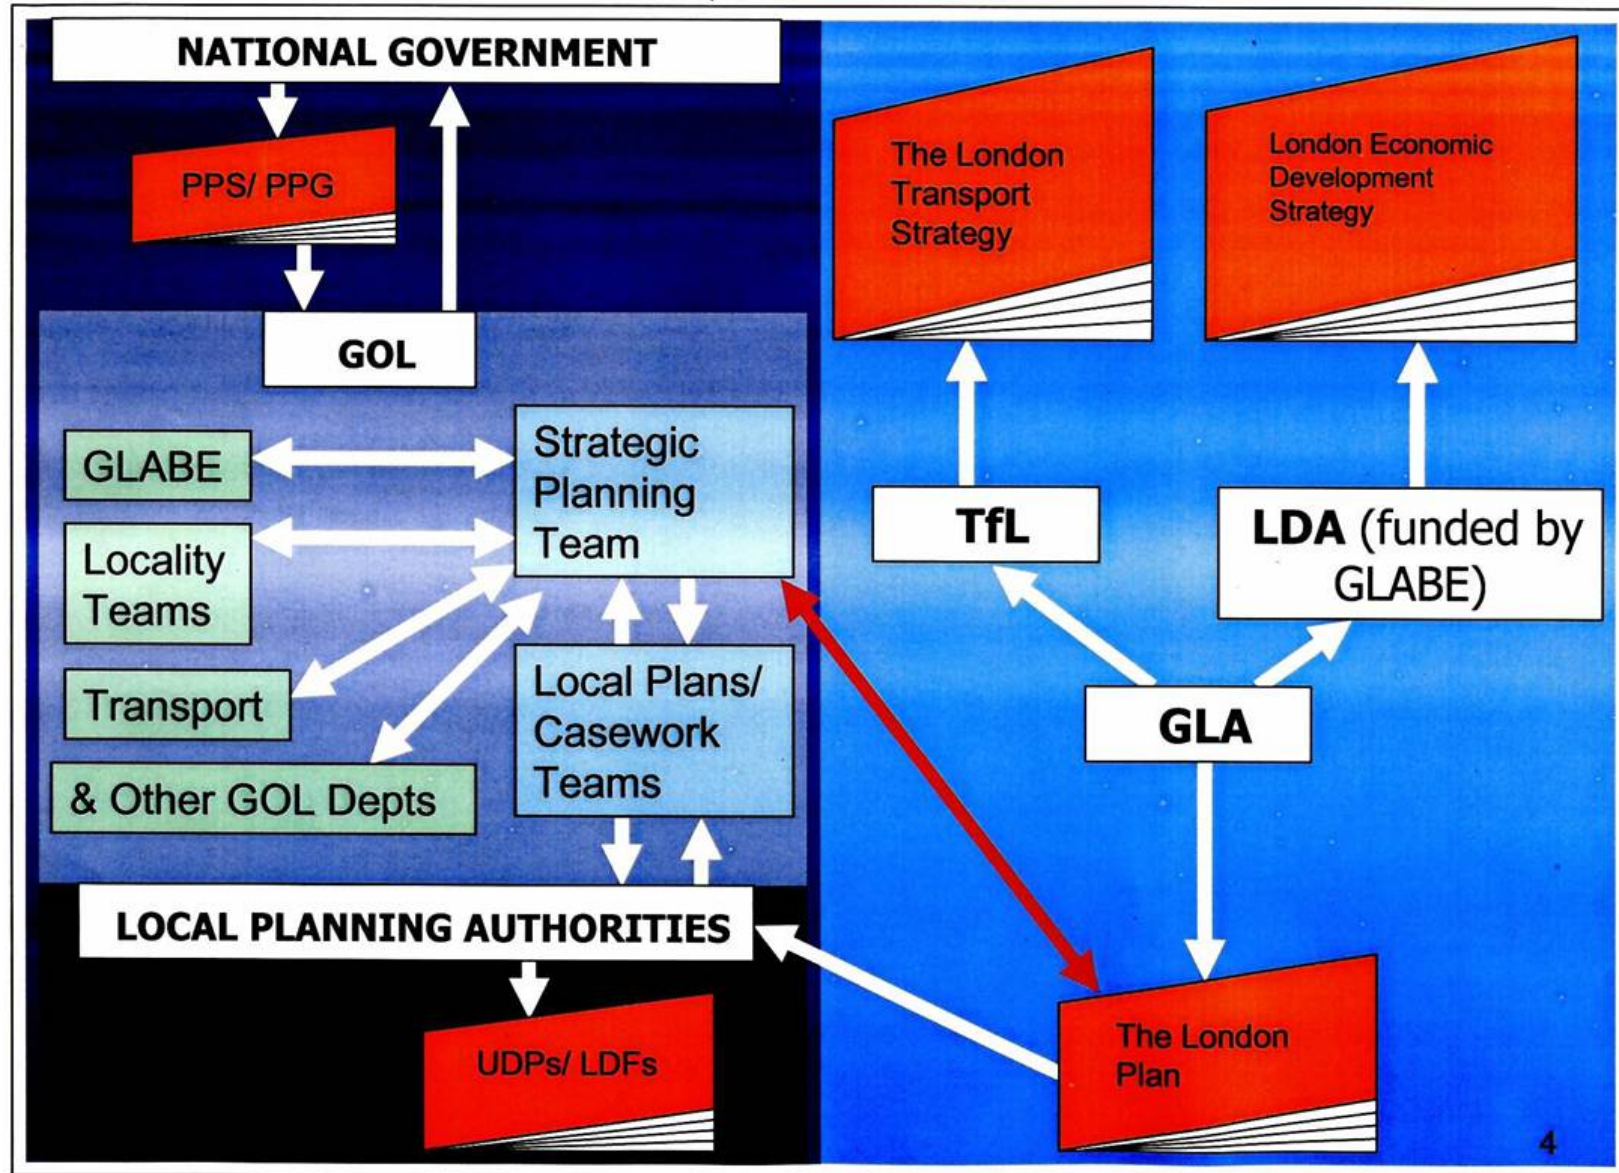 NATIONAL GOVERNMENT
PPS/ PPG
GOL
GLABE
Locality
Teams
Transport
& Other GOL Depts
Strategic
Planning
Team
Local Plans/
Casework
Teams
LOCAL PLANNING AUTHORITIES
UDPs/ LDFs
The London
Transport
Strategy
London Economic
Development
Strategy
TfL
LDA (funded by
GLABE)
GLA
The London
Plan
4